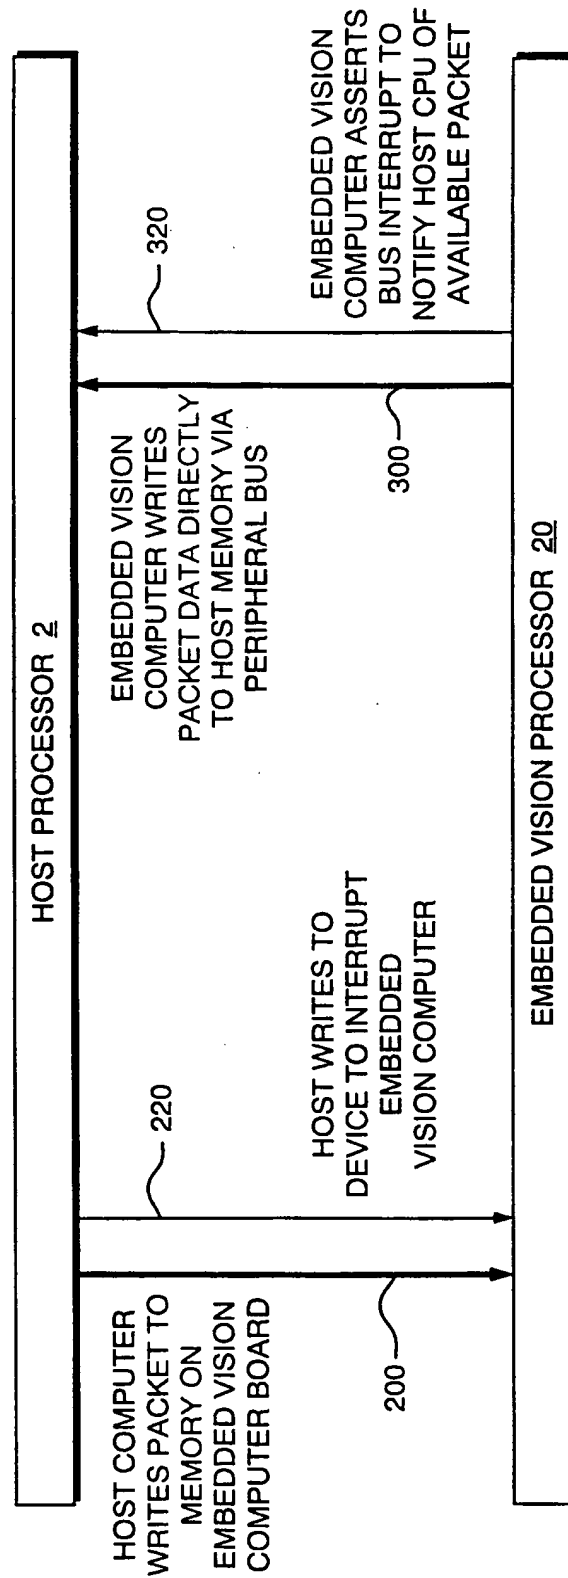 HOST PROCESSOR 2
HOST COMPUTER
WRITES PACKET TO
MEMORY ON
EMBEDDED VISION
COMPUTER BOARD
200
220
HOST WRITES TO
DEVICE TO INTERRUPT
EMBEDDED
VISION COMPUTER
EMBEDDED VISION
COMPUTER WRITES
PACKET DATA DIRECTLY
TO HOST MEMORY VIA
PERIPHERAL BUS
300
320
EMBEDDED VISION
COMPUTER ASSERTS
BUS INTERRUPT TO
NOTIFY HOST CPU OF
AVAILABLE PACKET
EMBEDDED VISION PROCESSOR 20